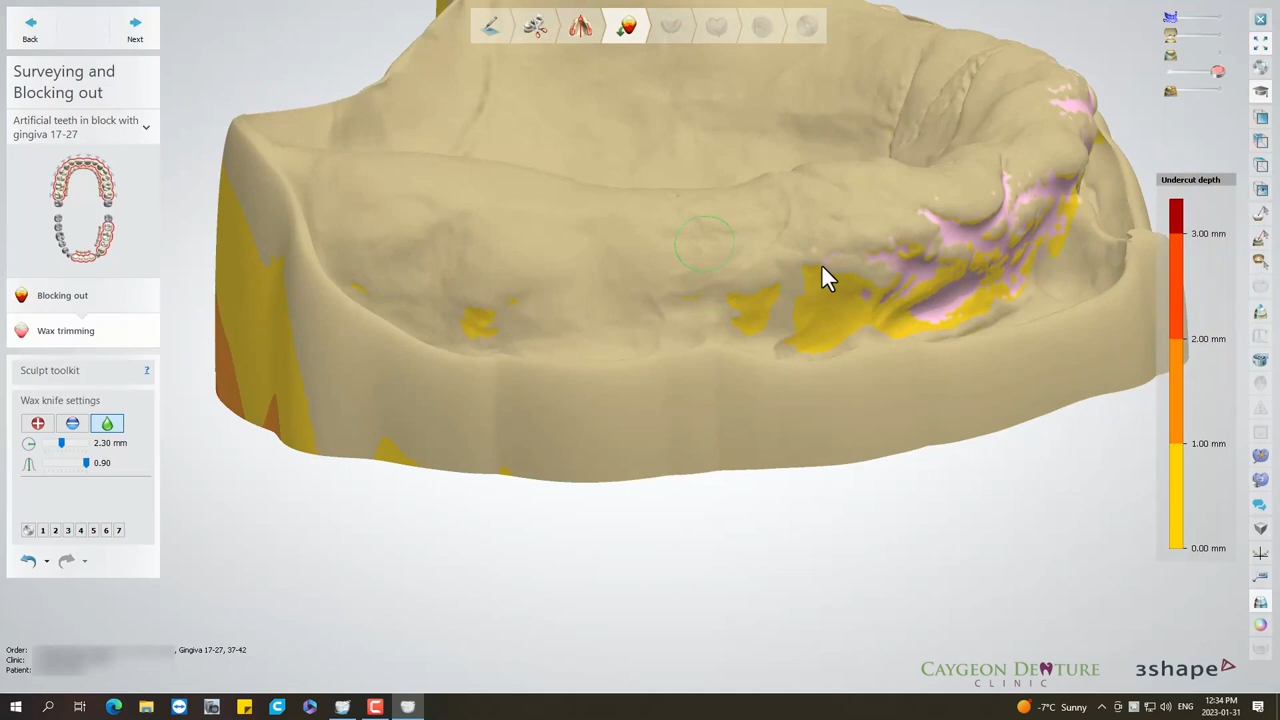 Back
Next
Surveying and
Blocking out
Artificial teeth in block with
gingiva 17-27
Blocking out
Wax trimming
Sculpt toolkit ?
Wax knife settings
2.30 mm
0.90
1 2 3 4 5 6 7
Undercut depth
3.00 mm
2.00 mm
1.00 mm
0.00 mm
Order: , Gingiva 17-27, 37-42
Clinic:
Patient:
CAYGEON DENTURE
CLINIC
3shape
-7°C Sunny
ENG
12:34 PM
2023-01-31